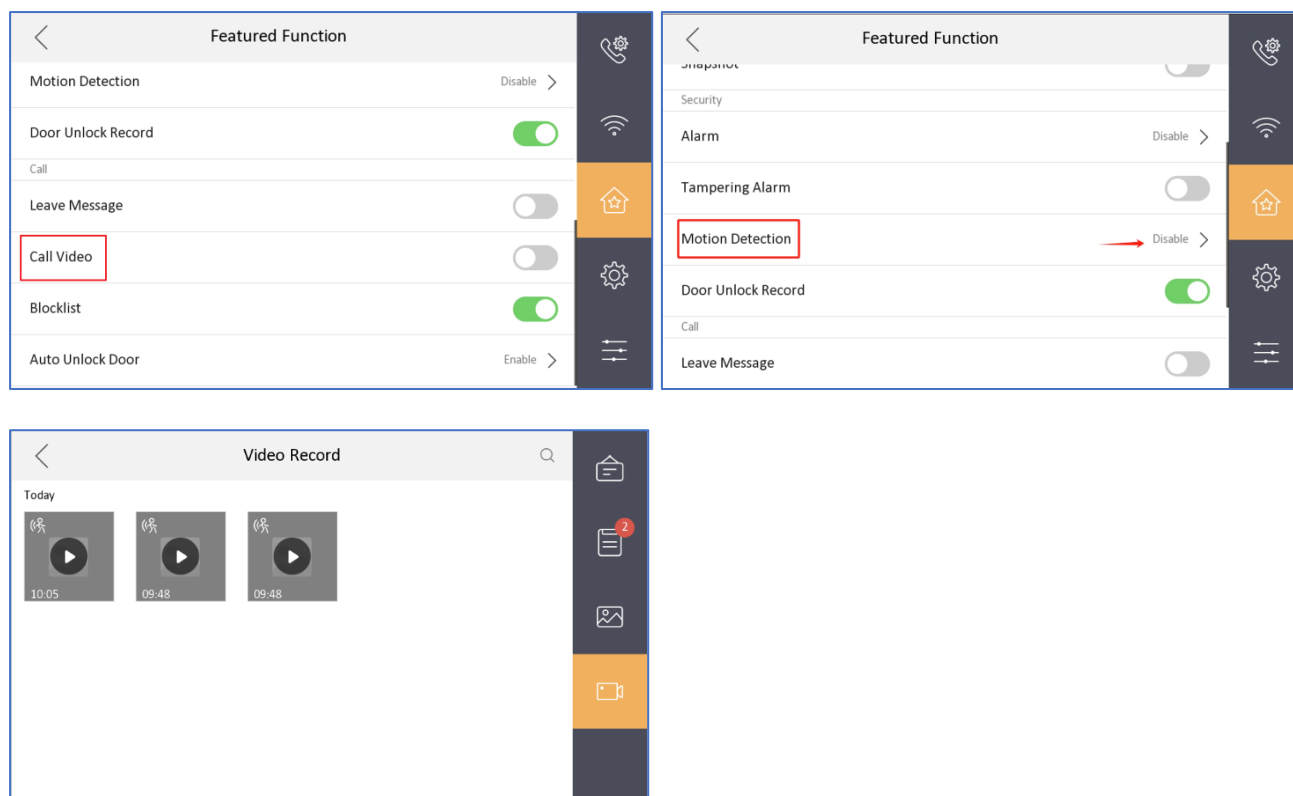 Featured Function
Motion Detection
Disable
Door Unlock Record
Call
Leave Message
Call Video
Blocklist
Auto Unlock Door
Enable
Featured Function
Snapshot
Security
Alarm
Disable
Tampering Alarm
Motion Detection
Disable
Door Unlock Record
Call
Leave Message
Video Record
Today
10:05
09:48
09:48
2